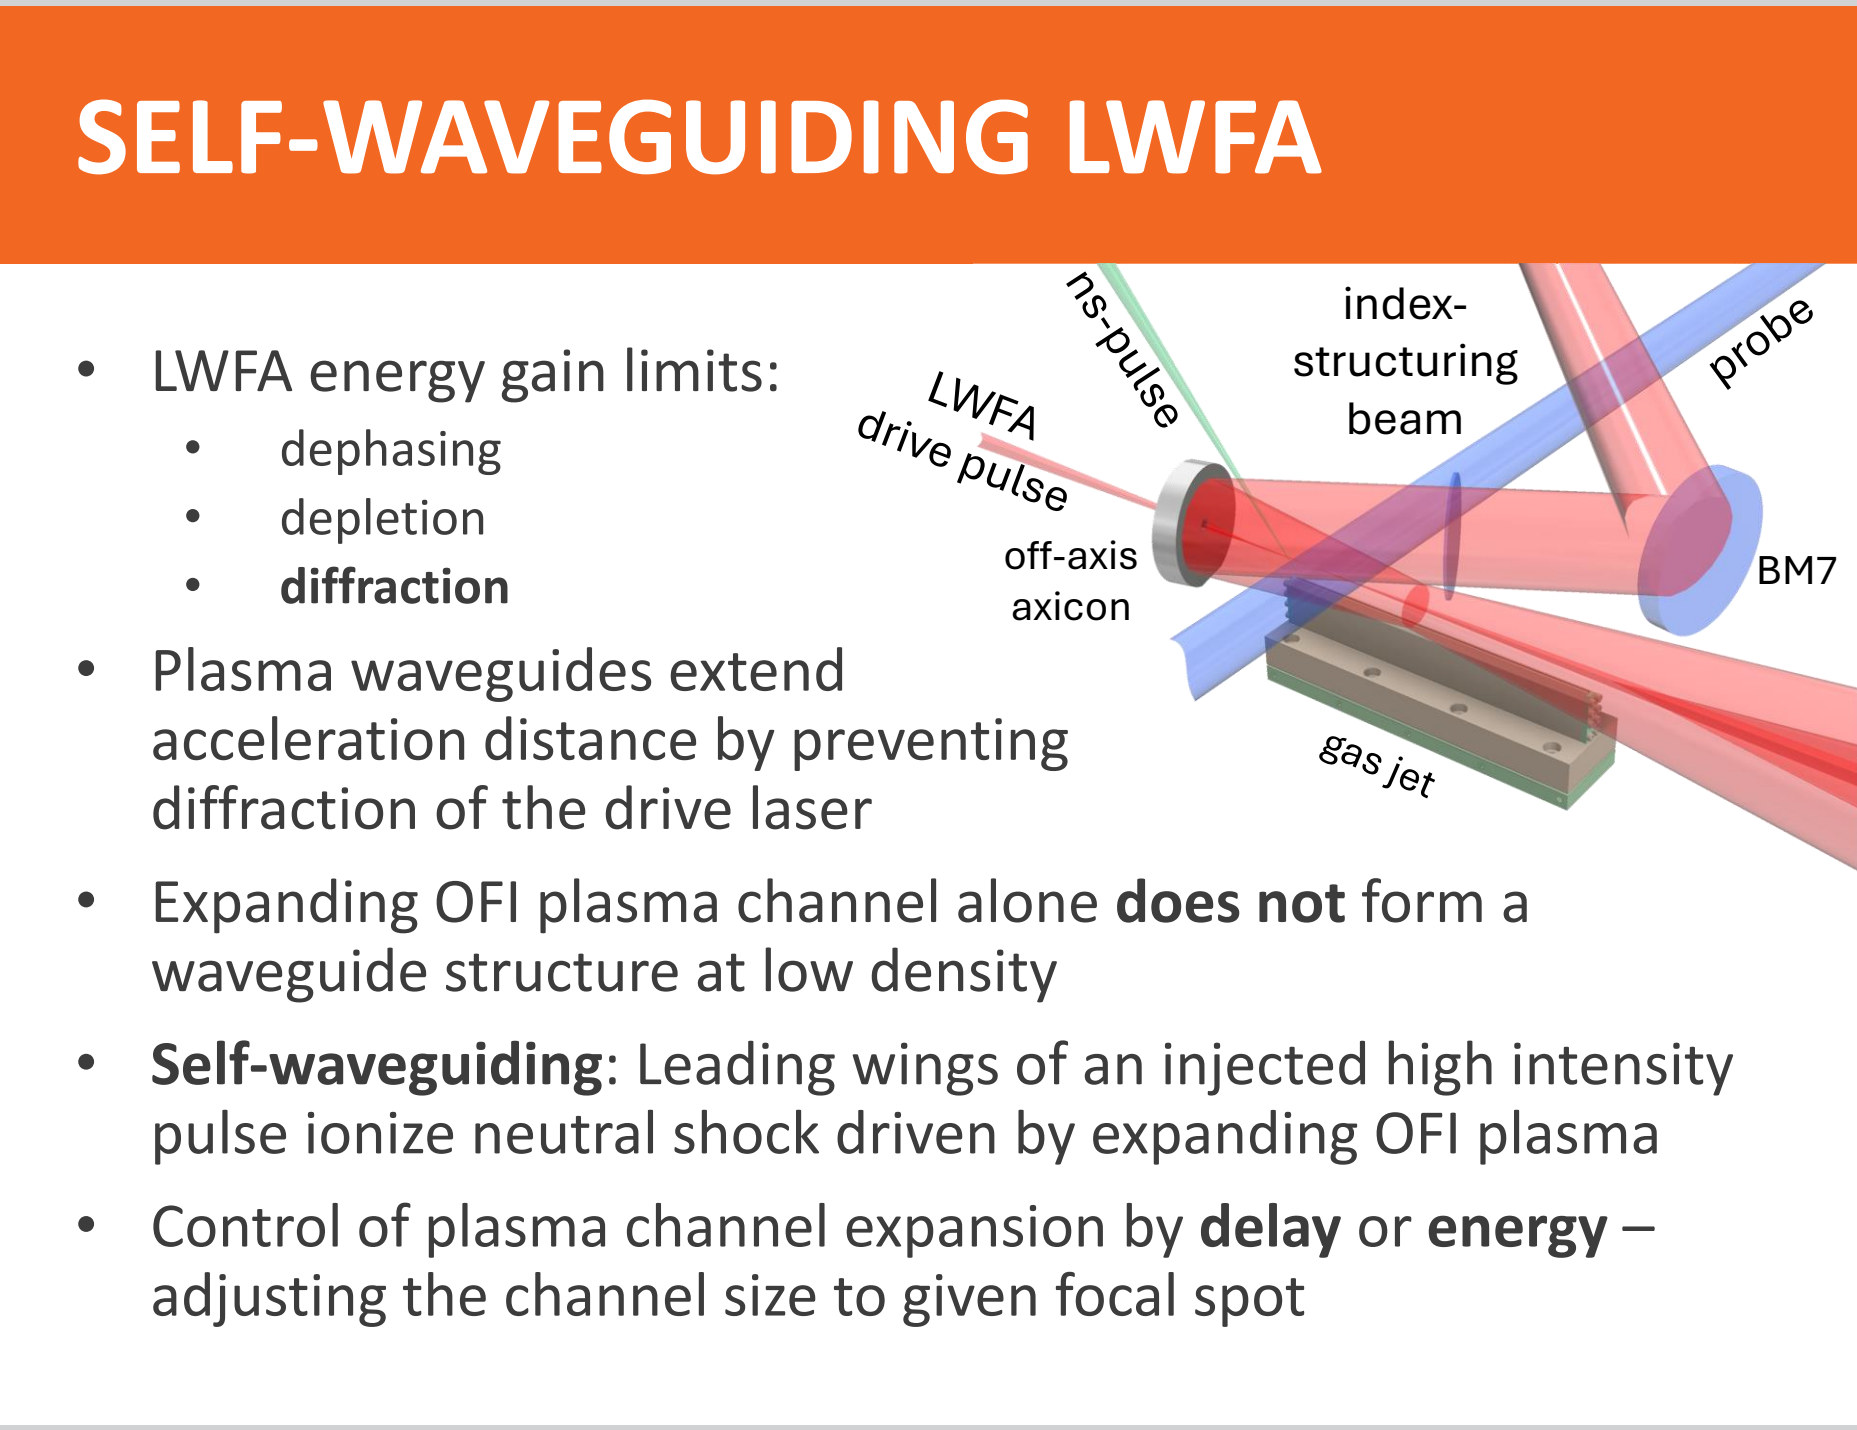 SELF-WAVEGUIDING LWFA
• LWFA energy gain limits:
• dephasing
• depletion
• diffraction
• Plasma waveguides extend
acceleration distance by preventing
diffraction of the drive laser
• Expanding OFI plasma channel alone does not form a
waveguide structure at low density
• Self-waveguiding: Leading wings of an injected high intensity
pulse ionize neutral shock driven by expanding OFI plasma
• Control of plasma channel expansion by delay or energy –
adjusting the channel size to given focal spot
ns-pulse
index-
structuring
beam
probe
LWFA
drive pulse
off-axis
axicon
BM7
gas jet